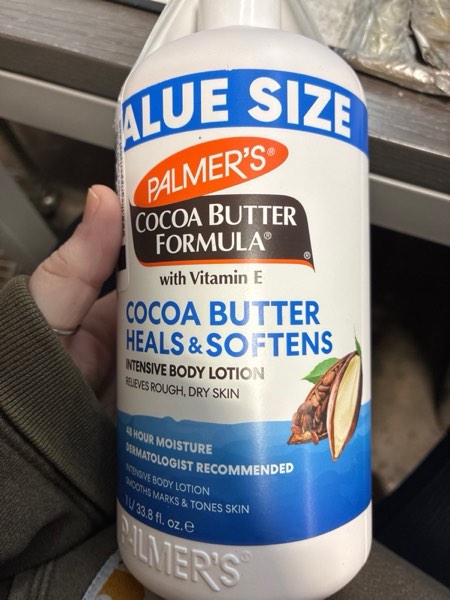 ALUE SIZE
PALMER'S®
COCOA BUTTER
FORMULA®
®
with Vitamin E
COCOA BUTTER
HEALS & SOFTENS
INTENSIVE BODY LOTION
RELIEVES ROUGH, DRY SKIN
48 HOUR MOISTURE
DERMATOLOGIST RECOMMENDED
INTENSIVE BODY LOTION
SMOOTHS MARKS & TONES SKIN
1L/33.8 fl. oz.e
PALMER'S®